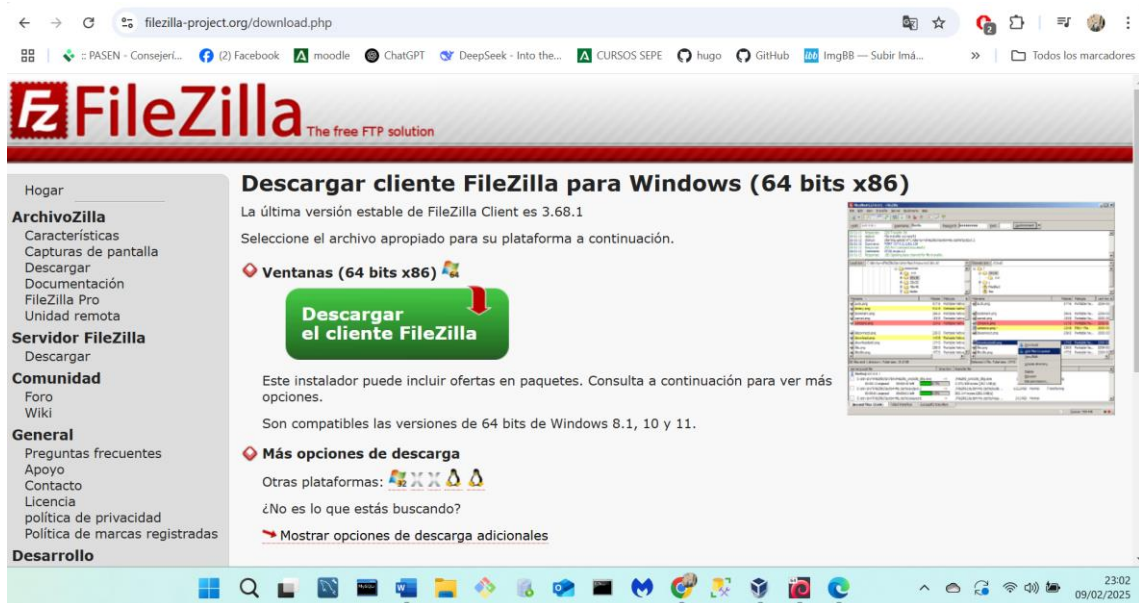 filezilla-project.org/download.php
:: PASEN - Consejerí...
(2) Facebook
moodle
ChatGPT
DeepSeek - Into the...
CURSOS SEPE
hugo
GitHub
ImgBB — Subir Imá...
»
Todos los marcadores
FileZilla
The free FTP solution
Hogar
ArchivoZilla
Características
Capturas de pantalla
Descargar
Documentación
FileZilla Pro
Unidad remota
Servidor FileZilla
Descargar
Comunidad
Foro
Wiki
General
Preguntas frecuentes
Apoyo
Contacto
Licencia
política de privacidad
Política de marcas registradas
Desarrollo
Descargar cliente FileZilla para Windows (64 bits x86)
La última versión estable de FileZilla Client es 3.68.1
Seleccione el archivo apropiado para su plataforma a continuación.
Ventanas (64 bits x86)
Descargar
el cliente FileZilla
Este instalador puede incluir ofertas en paquetes. Consulta a continuación para ver más
opciones.
Son compatibles las versiones de 64 bits de Windows 8.1, 10 y 11.
Más opciones de descarga
Otras plataformas:
¿No es lo que estás buscando?
Mostrar opciones de descarga adicionales
23:02
09/02/2025